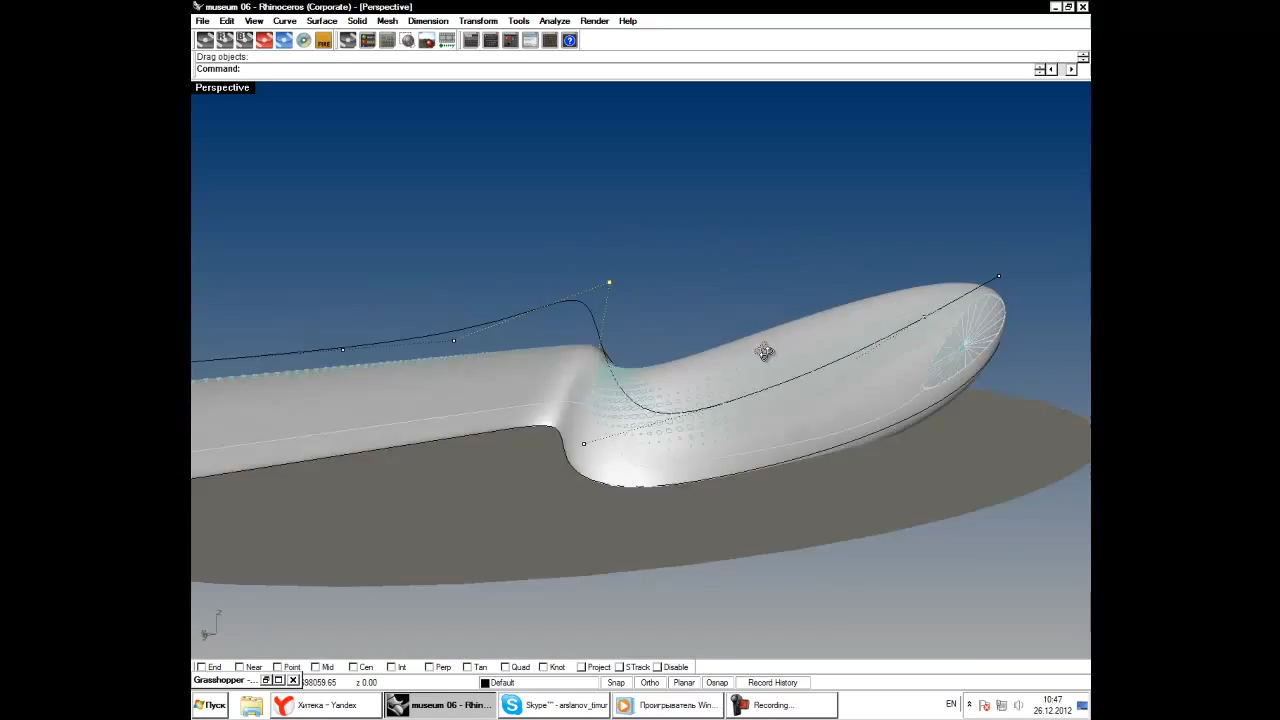 museum 06 - Rhinoceros (Corporate) - [Perspective]
File Edit View Curve Surface Solid Mesh Dimension Transform Tools Analyze Render Help
Drag objects:
Command:
Perspective
End Near Point Mid Cen Int Perp Tan Quad Knot Project STrack Disable
Grasshopper -... 98059.65 z 0.00 Default Snap Ortho Planar Osnap Record History
Пуск Хитека – Yandex museum 06 - Rhin... Skype™ - arslanov_timur Проигрыватель Win... Recording... EN 10:47
26.12.2012